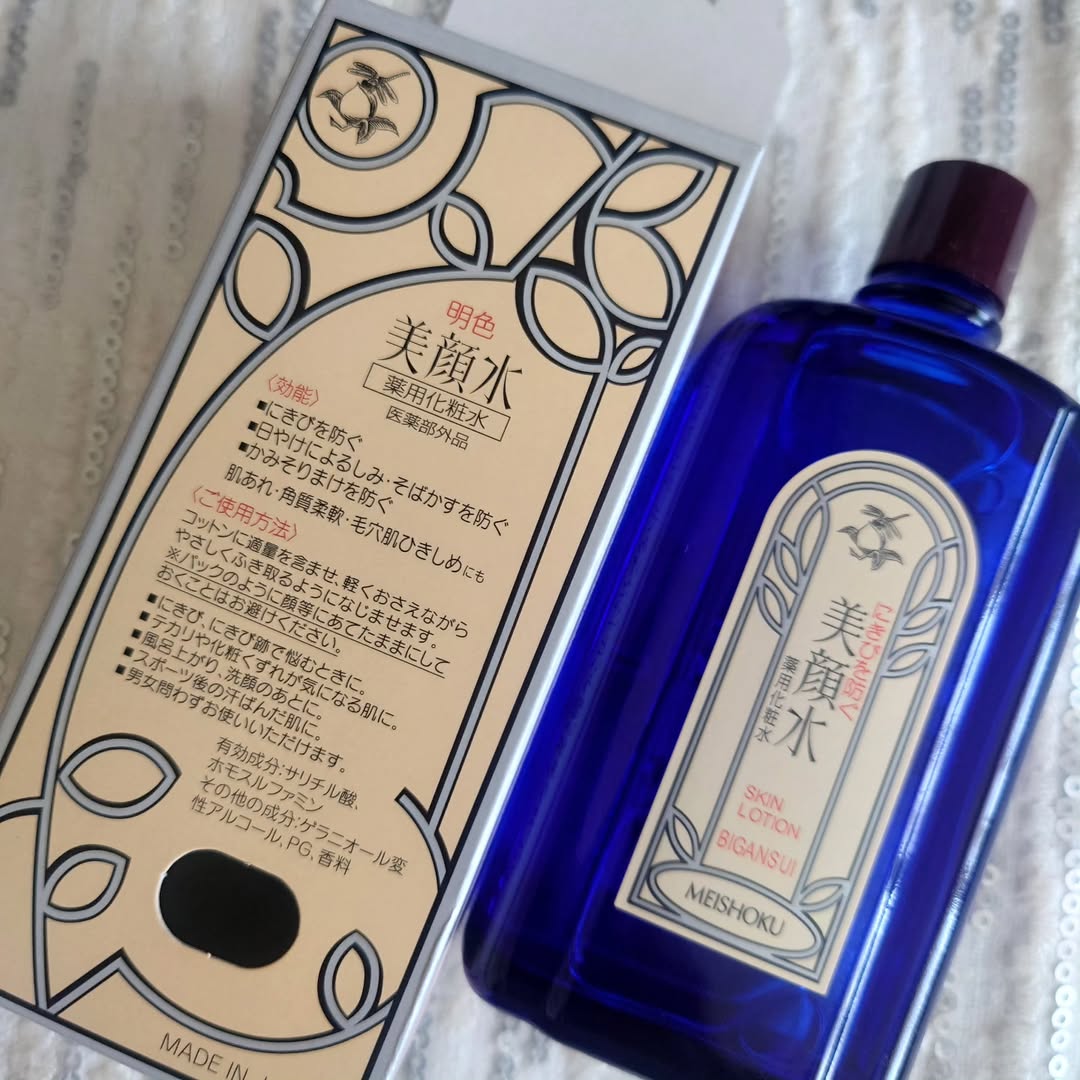 明色
美顔水
薬用化粧水
医薬部外品
〈効能〉
■にきびを防ぐ
■日やけによるしみ・そばかすを防ぐ
■かみそりまけを防ぐ
肌あれ・角質柔軟・毛穴肌ひきしめにも
〈ご使用方法〉
コットンに適量を含ませ、軽くおさえながら
やさしくふき取るようになじませます。
※パックのように顔等にあてたままにして
おくことはお避けください。
■にきび、にきび跡で悩むときに。
■テカリや化粧くずれが気になる肌に。
■風呂上がり、洗顔のあとに。
■スポーツ後の汗ばんだ肌に。
■男女問わずお使いいただけます。
有効成分:サリチル酸、
ホモスルファミン
その他の成分:ゲラニオール変
性アルコール、PG、香料
MADE IN
にきびを防ぐ
美顔水
薬用化粧水
SKIN
LOTION
BIGANSUI
MEISHOKU